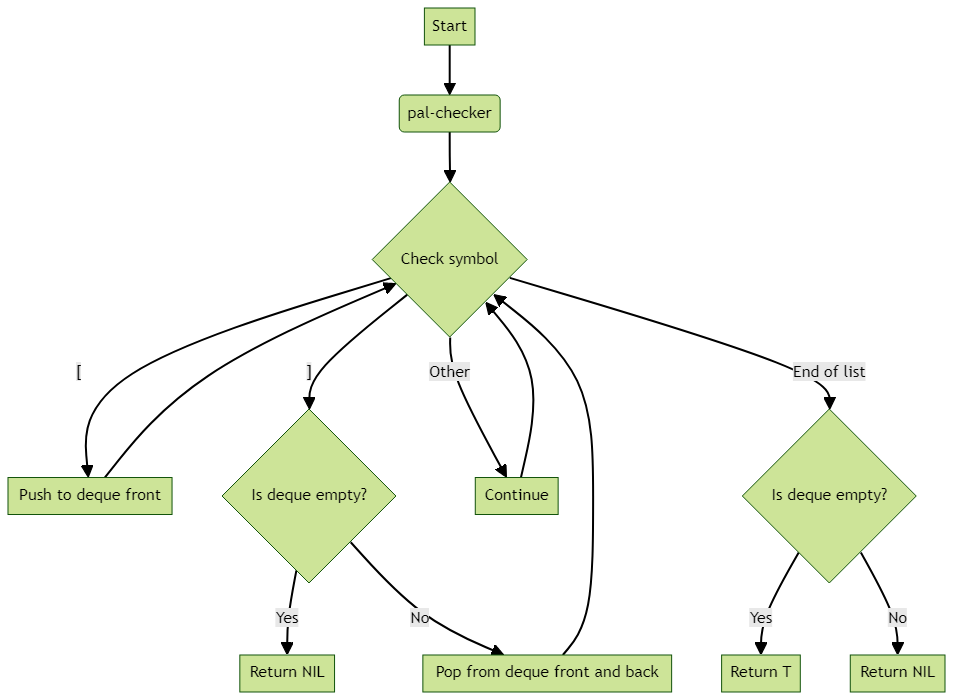 Start
pal-checker
Check symbol
[
]
Other
End of list
Push to deque front
Is deque empty?
Continue
Is deque empty?
Yes
No
Yes
No
Return NIL
Pop from deque front and back
Return T
Return NIL